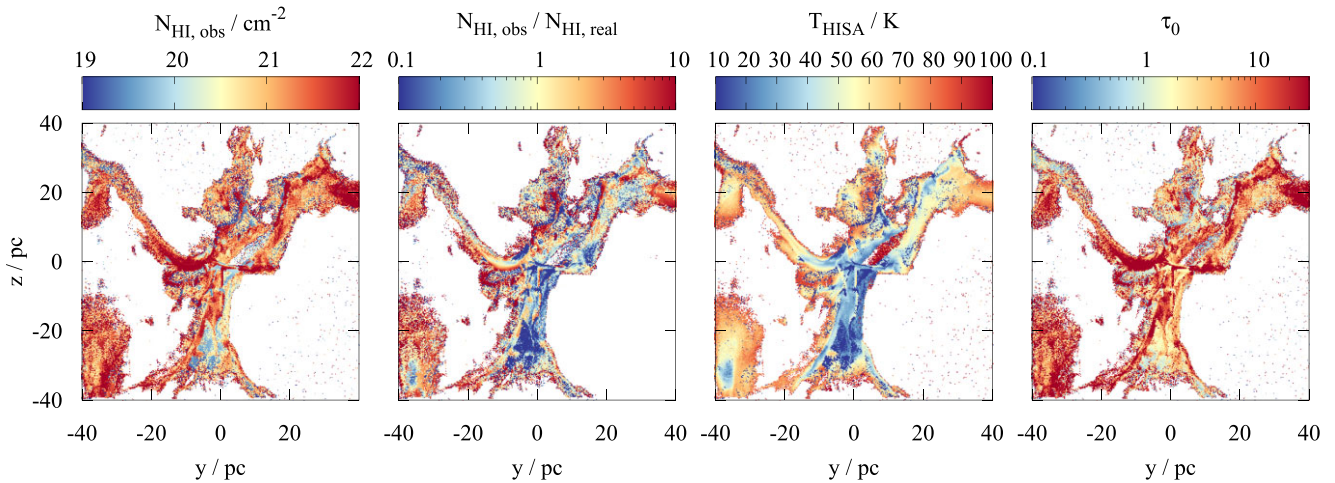 N_HI, obs / cm^-2 N_HI, obs / N_HI, real T_HISA / K τ_0
19 20 21 22 0.1 1 10 10 20 30 40 50 60 70 80 90 100 0.1 1 10
40
20
0
-20
-40
z / pc
-40 -20 0 20 -40 -20 0 20 40 -40 -20 0 20 40 -40 -20 0 20 40
y / pc y / pc y / pc y / pc